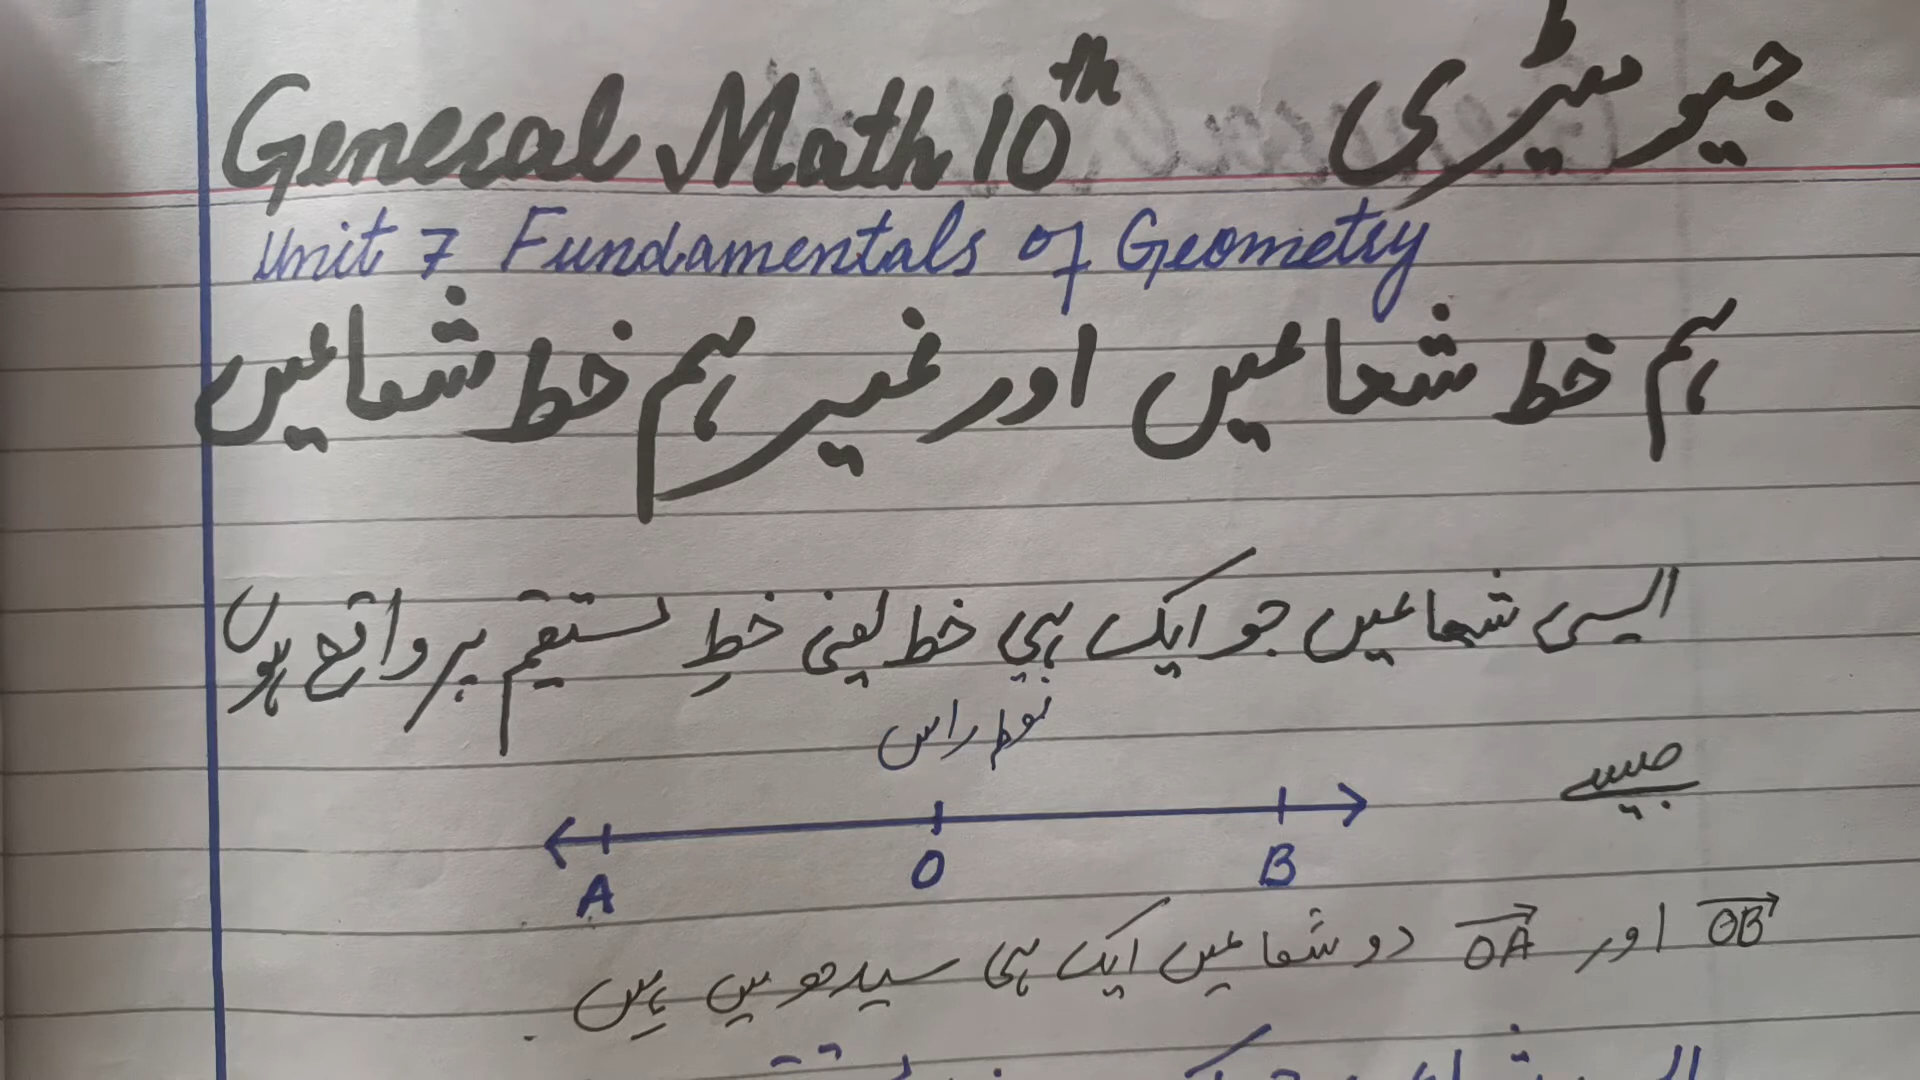 General Math 10th جیومیٹری
Unit 7 Fundamentals of Geometry
ہم خط شعاعیں اور غیر ہم خط شعاعیں
ایسی شعاعیں جو ایک ہی خط یعنی خطِ مستقیم پر واقع ہوں
نقطہ راس
جیسے
A O B
OB اور OA دو شعاعیں ایک ہی سیدھ میں ہیں